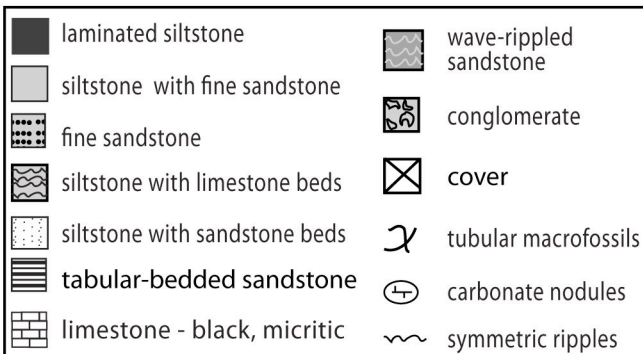 laminated siltstone
siltstone with fine sandstone
fine sandstone
siltstone with limestone beds
siltstone with sandstone beds
tabular-bedded sandstone
limestone - black, micritic
wave-rippled
sandstone
conglomerate
cover
tubular macrofossils
carbonate nodules
symmetric ripples